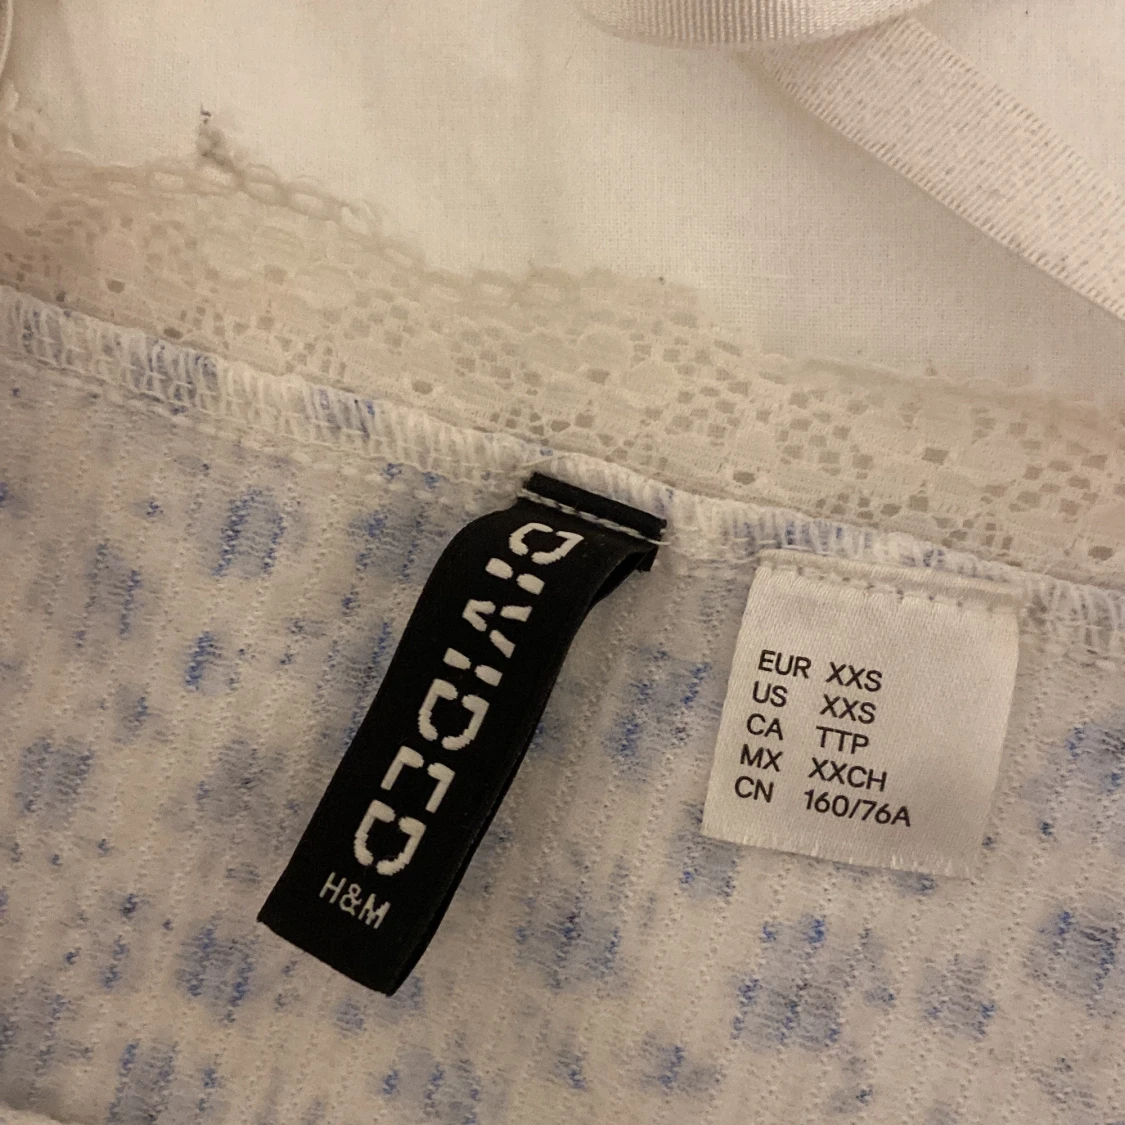 DIVIDED
H&M
EUR XXS
US XXS
CA TTP
MX XXCH
CN 160/76A